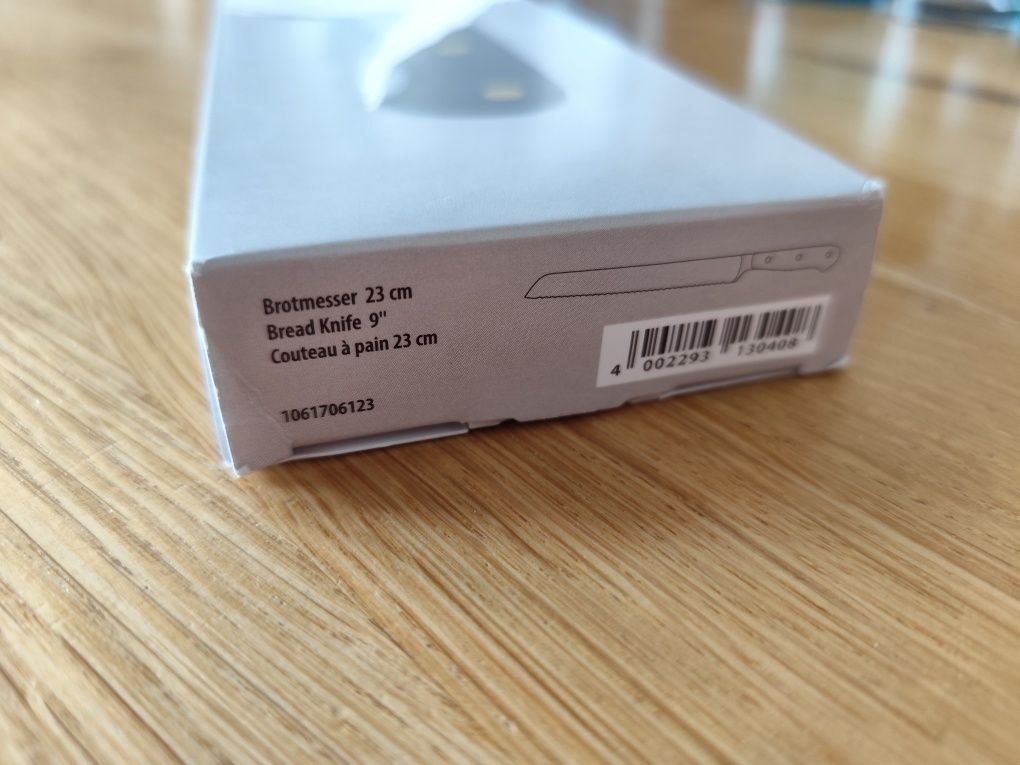 Brotmesser 23 cm
Bread Knife 9"
Couteau à pain 23 cm
1061706123
4 002293 130408